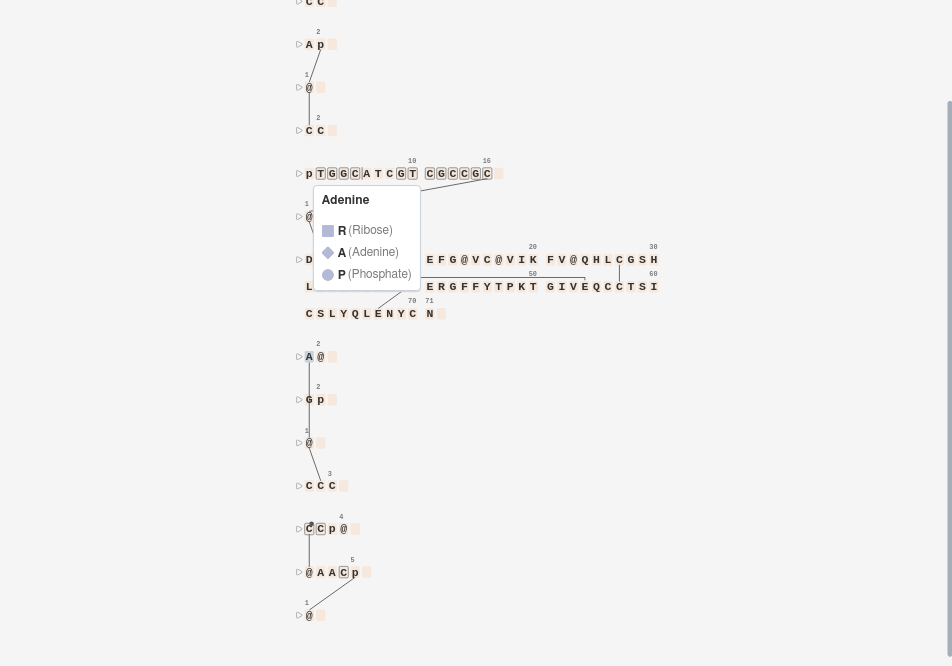 C C
2
A p
1
@
2
C C
10 16
p T G G C A T C G T C G C C G C
1
@
Adenine
R (Ribose)
A (Adenine)
P (Phosphate)
20 30
D E F G @ V C @ V I K F V @ Q H L C G S H
50 60
L E R G F F Y T P K T G I V E Q C C T S I
70 71
C S L Y Q L E N Y C N
2
A @
2
G p
1
@
3
C C C
4
C C p @
5
@ A A C p
1
@